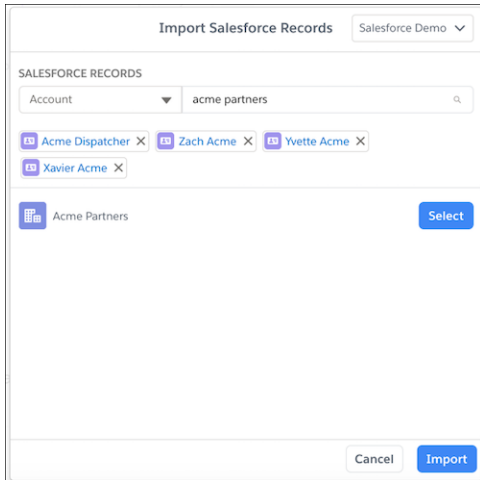 Import Salesforce Records Salesforce Demo
SALESFORCE RECORDS
Account acme partners
Acme Dispatcher Zach Acme Yvette Acme
Xavier Acme
Acme Partners Select
Cancel Import